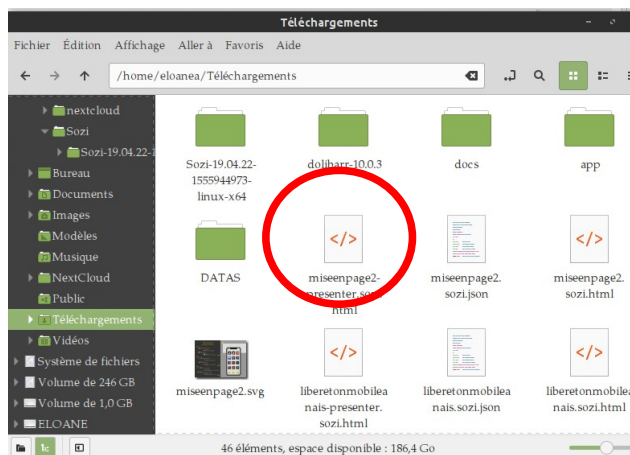 Téléchargements
Fichier Édition Affichage Aller à Favoris Aide
/home/eloanea/Téléchargements
nextcloud
Sozi
Sozi-19.04.22-1
Bureau
Documents
Images
Modèles
Musique
NextCloud
Public
Téléchargements
Vidéos
Système de fichiers
Volume de 246 GB
Volume de 1,0 GB
ELOANE
Sozi-19.04.22-
1555944973-
linux-x64
dolibarr-10.0.3
docs
app
DATAS
miseenpage2-
presenter.sozi.
html
miseenpage2.
sozi.json
miseenpage2.
sozi.html
miseenpage2.svg
liberetonmobilea
nais-presenter.
sozi.html
liberetonmobilea
nais.sozi.json
liberetonmobilea
nais.sozi.html
46 éléments, espace disponible : 186,4 Go